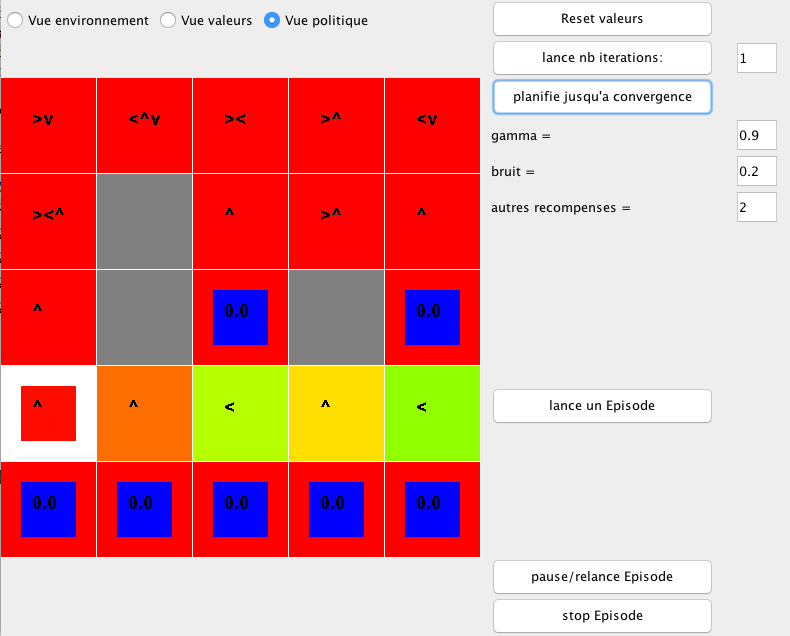 Vue environnement Vue valeurs Vue politique
Reset valeurs
lance nb iterations: 1
planifie jusqu'a convergence
gamma = 0.9
bruit = 0.2
autres recompenses = 2
>v <^v >< >^ <v
><^ ^ >^ ^
^ 0.0 0.0
^ ^ < ^ <
lance un Episode
0.0 0.0 0.0 0.0 0.0
pause/relance Episode
stop Episode